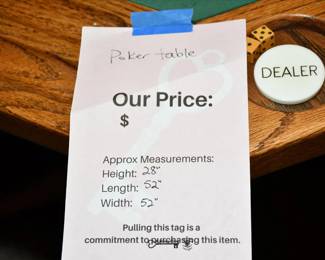 Poker table
DEALER
Our Price:
$
Approx Measurements:
Height: 28"
Length: 52"
Width: 52"
Pulling this tag is a
commitment to purchasing this item.